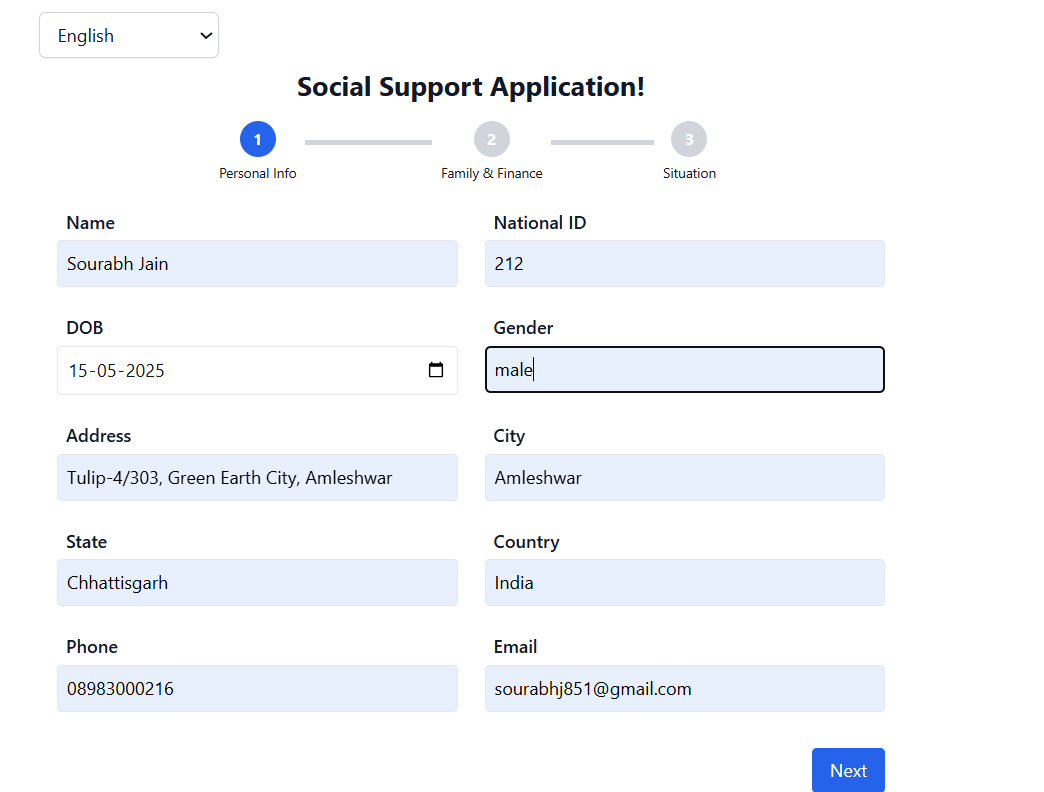 English
Social Support Application!
1 2 3
Personal Info Family & Finance Situation
Name National ID
Sourabh Jain 212
DOB Gender
15-05-2025 male
Address City
Tulip-4/303, Green Earth City, Amleshwar Amleshwar
State Country
Chhattisgarh India
Phone Email
08983000216 sourabhj851@gmail.com
Next